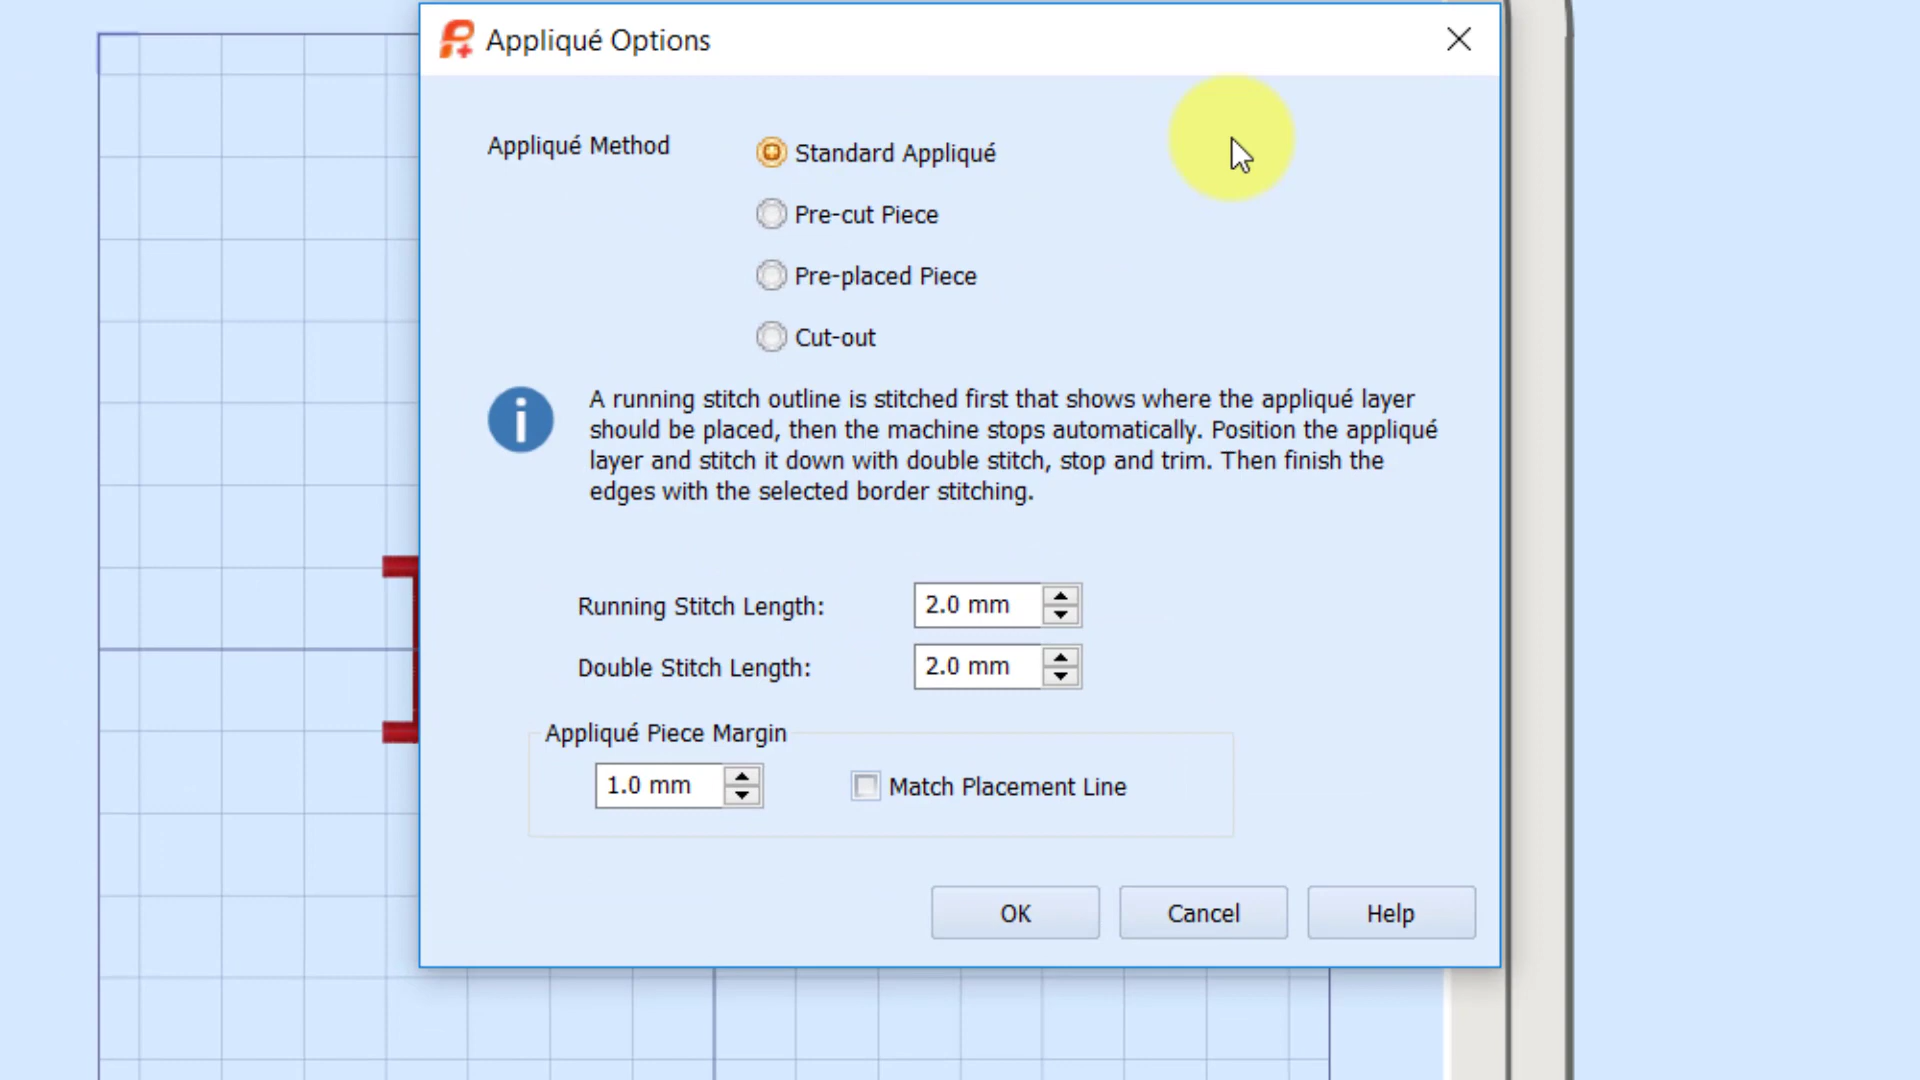 Appliqué Options
Appliqué Method
Standard Appliqué
Pre-cut Piece
Pre-placed Piece
Cut-out
A running stitch outline is stitched first that shows where the appliqué layer
should be placed, then the machine stops automatically. Position the appliqué
layer and stitch it down with double stitch, stop and trim. Then finish the
edges with the selected border stitching.
Running Stitch Length: 2.0 mm
Double Stitch Length: 2.0 mm
Appliqué Piece Margin
1.0 mm Match Placement Line
OK Cancel Help